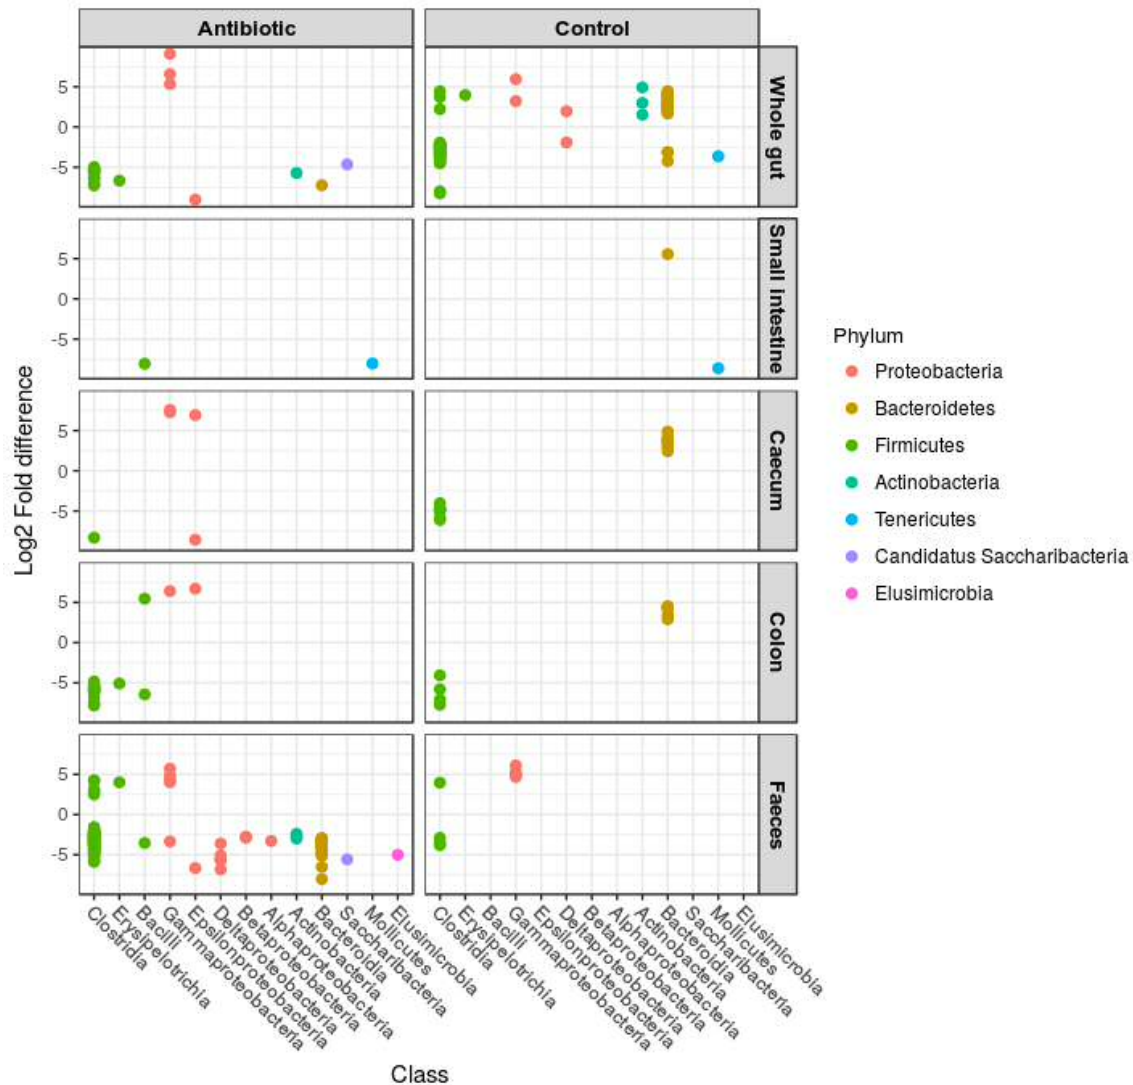 Antibiotic
Control
Log2 Fold difference
5
0
-5
Whole gut
5
0
-5
Small intestine
5
0
-5
Caecum
5
0
-5
Colon
5
0
-5
Faeces
Clostridia
Erysipelotrichia
Bacilli
Gammaproteobacteria
Epsilonproteobacteria
Deltaproteobacteria
Betaproteobacteria
Alphaproteobacteria
Actinobacteria
Bacteroidia
Saccharibacteria
Mollicutes
Elusimicrobia
Clostridia
Erysipelotrichia
Bacilli
Gammaproteobacteria
Epsilonproteobacteria
Deltaproteobacteria
Betaproteobacteria
Alphaproteobacteria
Actinobacteria
Bacteroidia
Saccharibacteria
Mollicutes
Elusimicrobia
Class
Phylum
Proteobacteria
Bacteroidetes
Firmicutes
Actinobacteria
Tenericutes
Candidatus Saccharibacteria
Elusimicrobia